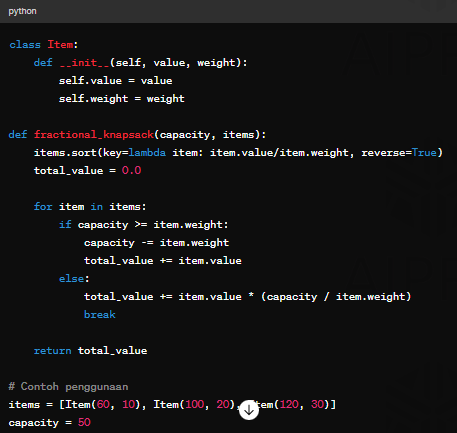 python
class Item:
def __init__(self, value, weight):
self.value = value
self.weight = weight
def fractional_knapsack(capacity, items):
items.sort(key=lambda item: item.value/item.weight, reverse=True)
total_value = 0.0
for item in items:
if capacity >= item.weight:
capacity -= item.weight
total_value += item.value
else:
total_value += item.value * (capacity / item.weight)
break
return total_value
# Contoh penggunaan
items = [Item(60, 10), Item(100, 20), Item(120, 30)]
capacity = 50